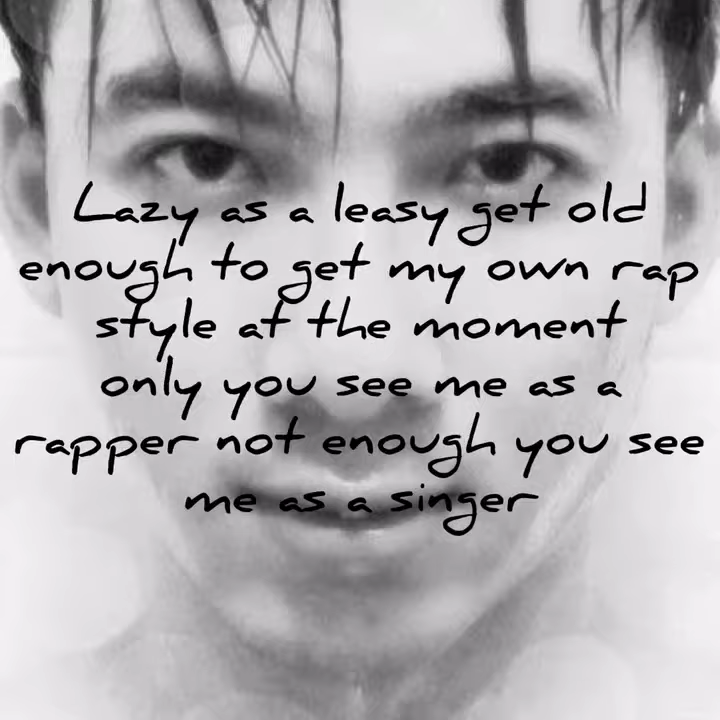 Lazy as a leasy get old
enough to get my own rap
style at the moment
only you see me as a
rapper not enough you see
me as a singer